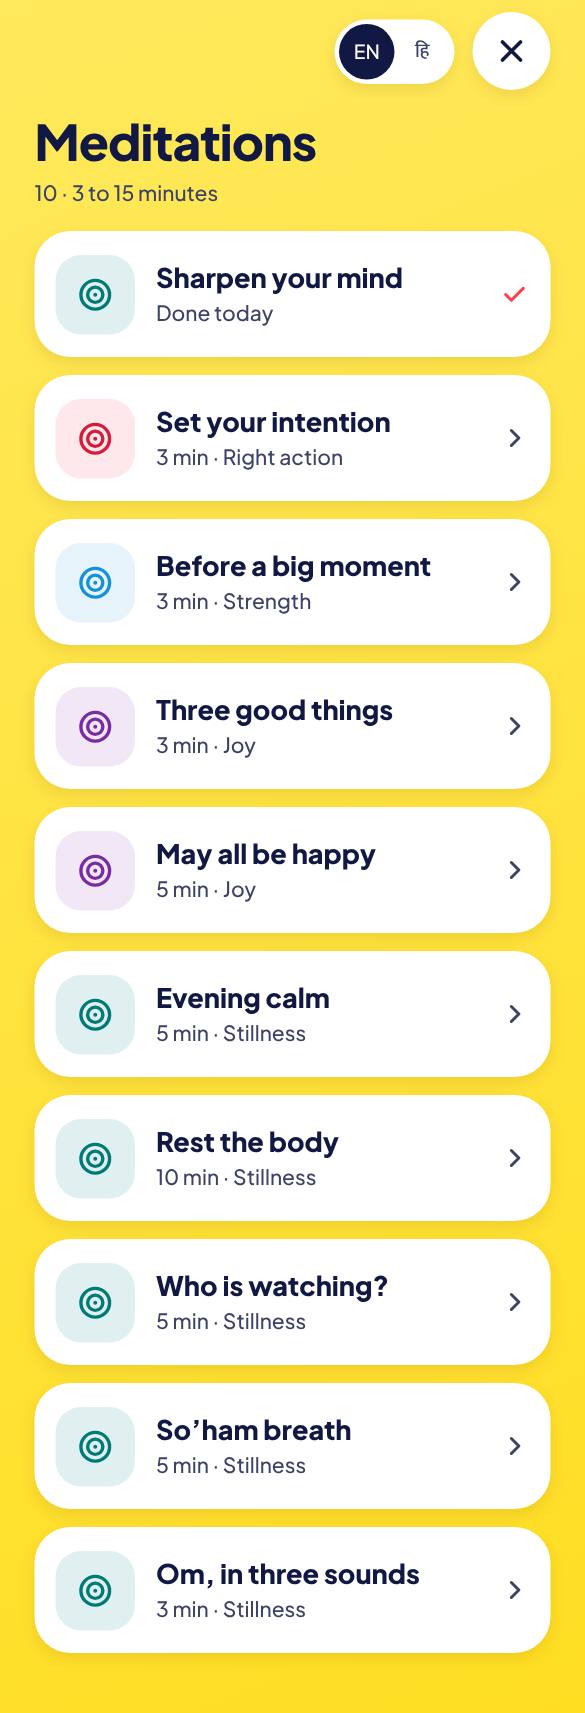 EN हि
Meditations
10 · 3 to 15 minutes
Sharpen your mind
Done today
Set your intention
3 min · Right action
Before a big moment
3 min · Strength
Three good things
3 min · Joy
May all be happy
5 min · Joy
Evening calm
5 min · Stillness
Rest the body
10 min · Stillness
Who is watching?
5 min · Stillness
So’ham breath
5 min · Stillness
Om, in three sounds
3 min · Stillness